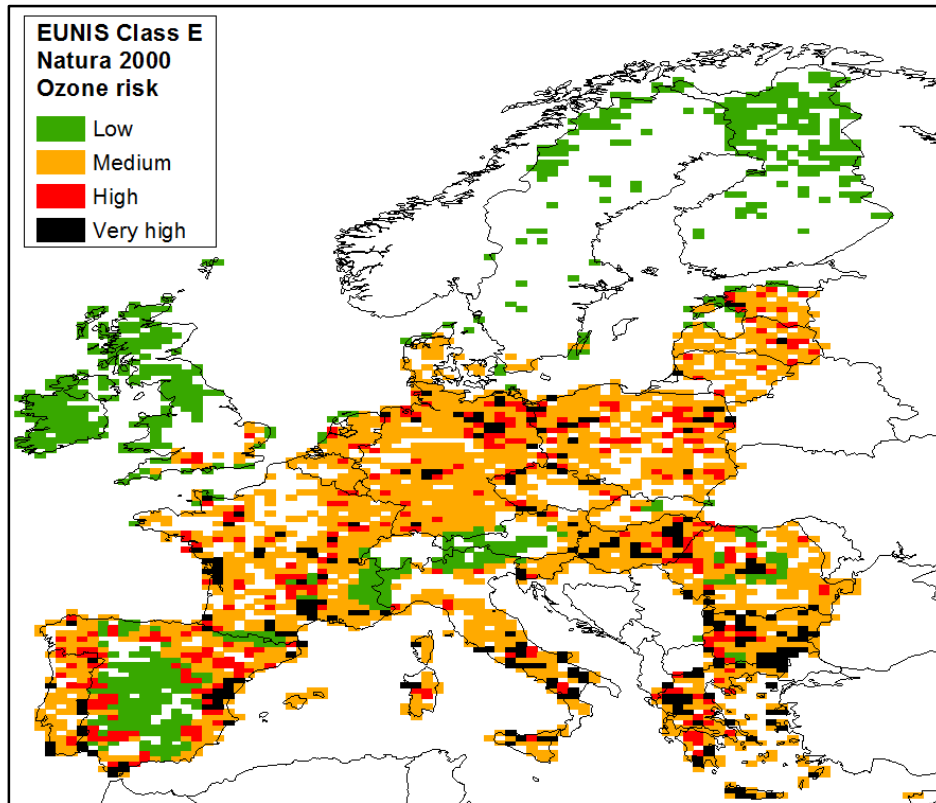 EUNIS Class E
Natura 2000
Ozone risk
Low
Medium
High
Very high